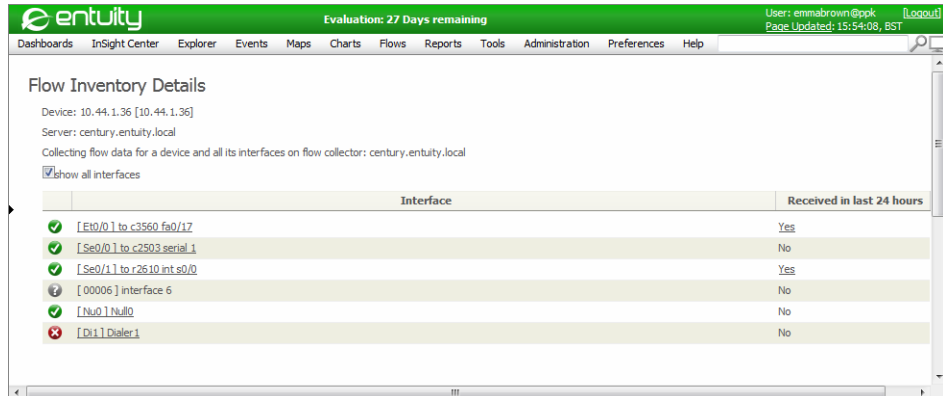 entuity
Evaluation: 27 Days remaining
User: emmabrown@ppk [Logout]
Page Updated: 15:54:08, BST
Dashboards InSight Center Explorer Events Maps Charts Flows Reports Tools Administration Preferences Help
Flow Inventory Details
Device: 10.44.1.36 [10.44.1.36]
Server: century.entuity.local
Collecting flow data for a device and all its interfaces on flow collector: century.entuity.local
show all interfaces
Interface Received in last 24 hours
[ Et0/0 ] to c3560 fa0/17 Yes
[ Se0/0 ] to c2503 serial 1 No
[ Se0/1 ] to r2610 int s0/0 Yes
[ 00006 ] interface 6 No
[ Nu0 ] Null0 No
[ Di1 ] Dialer1 No